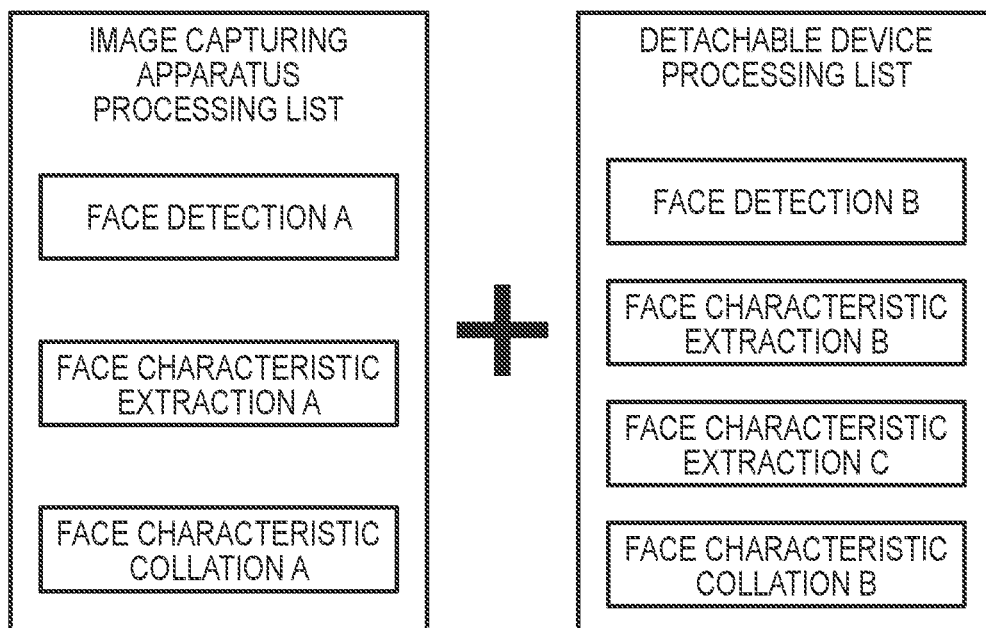 IMAGE CAPTURING
APPARATUS
PROCESSING LIST
FACE DETECTION A
FACE CHARACTERISTIC
EXTRACTION A
FACE CHARACTERISTIC
COLLATION A
+
DETACHABLE DEVICE
PROCESSING LIST
FACE DETECTION B
FACE CHARACTERISTIC
EXTRACTION B
FACE CHARACTERISTIC
EXTRACTION C
FACE CHARACTERISTIC
COLLATION B